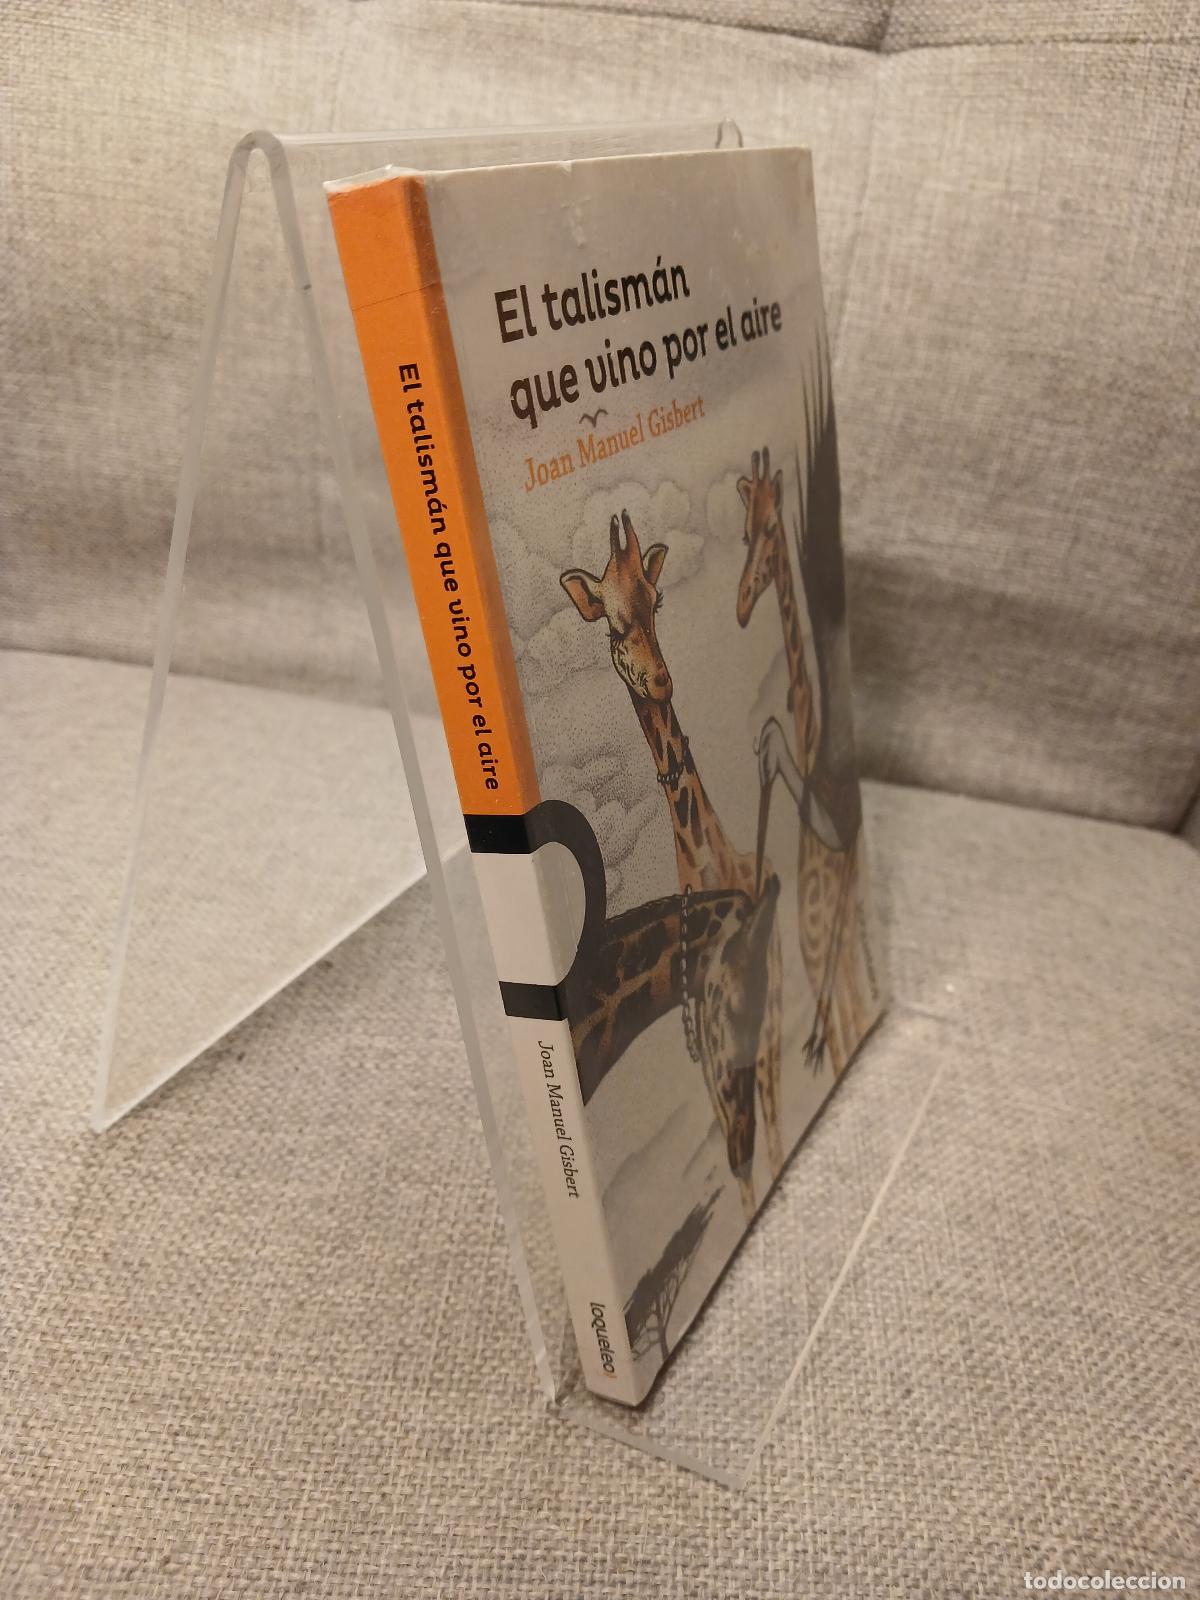 El talismán
que vino por el aire
Joan Manuel Gisbert
El talismán que vino por el aire
Joan Manuel Gisbert
loqueleo
todocoleccion